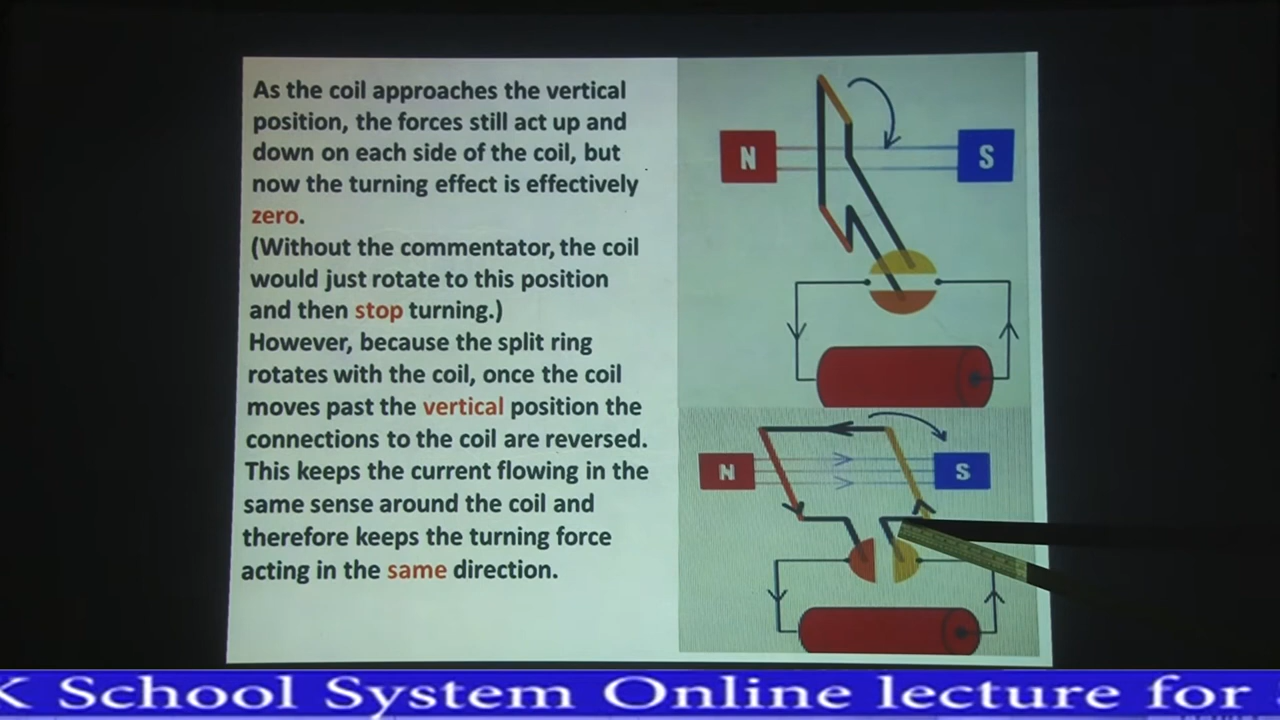 As the coil approaches the vertical
position, the forces still act up and
down on each side of the coil, but
now the turning effect is effectively
zero.
(Without the commentator, the coil
would just rotate to this position
and then stop turning.)
However, because the split ring
rotates with the coil, once the coil
moves past the vertical position the
connections to the coil are reversed.
This keeps the current flowing in the
same sense around the coil and
therefore keeps the turning force
acting in the same direction.
N S
N S
K School System Online lecture for